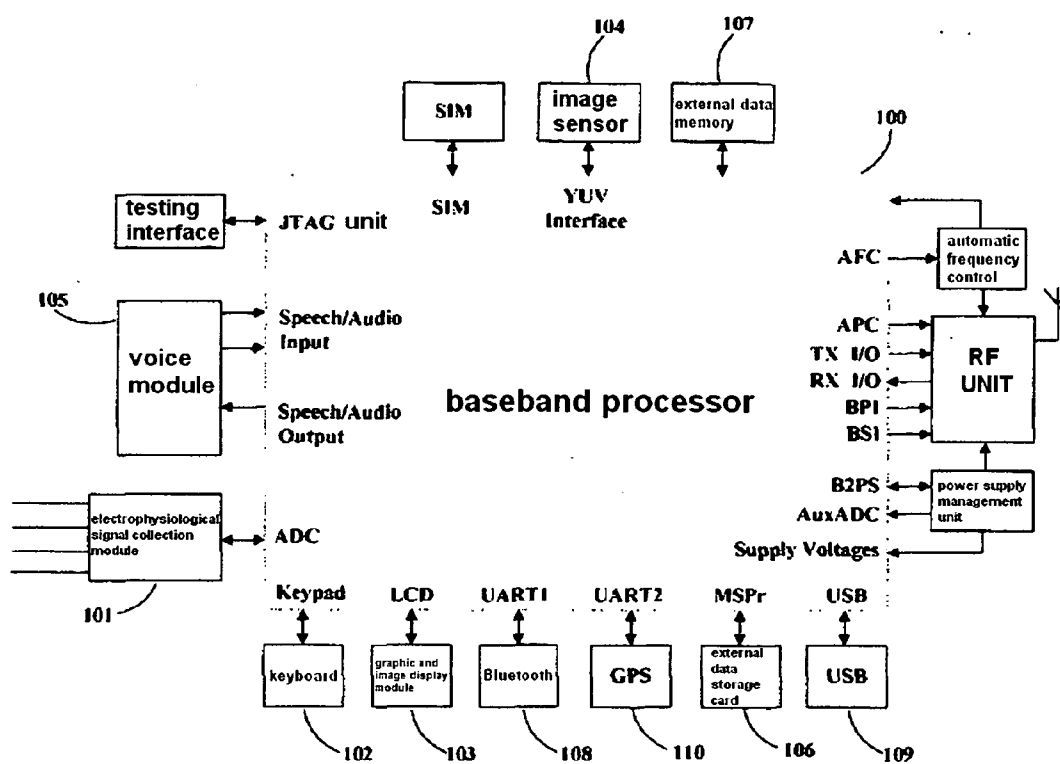 104
107
SIM
image
sensor
external data
memory
100
testing
interface
JTAG unit
SIM
YUV
Interface
AFC
automatic
frequency
control
105
voice
module
Speech/Audio
Input
Speech/Audio
Output
baseband processor
APC
TX I/O
RX I/O
BPI
BSI
RF
UNIT
B2PS
AuxADC
Supply Voltages
power supply
management
unit
electrophysiological
signal collection
module
ADC
101
Keypad
LCD
UART1
UART2
MSPr
USB
keyboard
graphic and
image display
module
Bluetooth
GPS
external
data
storage
card
USB
102
103
108
110
106
109